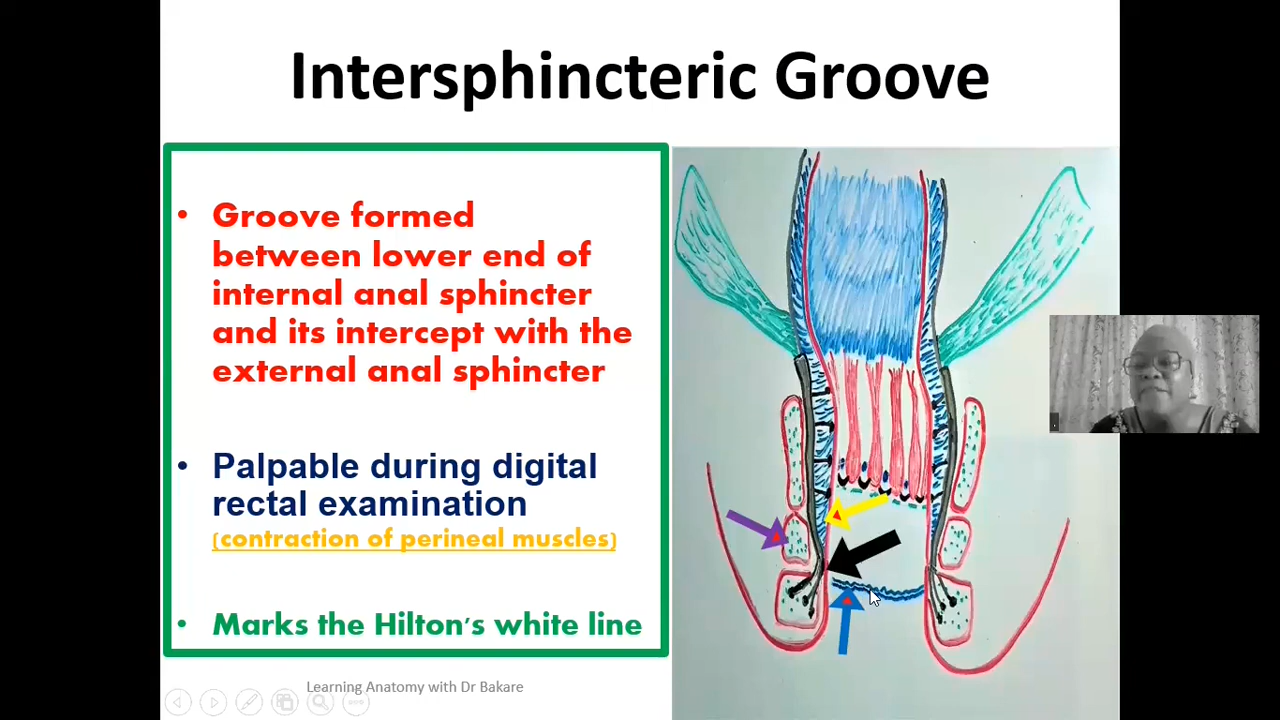 Intersphincteric Groove
• Groove formed
between lower end of
internal anal sphincter
and its intercept with the
external anal sphincter
• Palpable during digital
rectal examination
(contraction of perineal muscles)
• Marks the Hilton's white line
Learning Anatomy with Dr Bakare